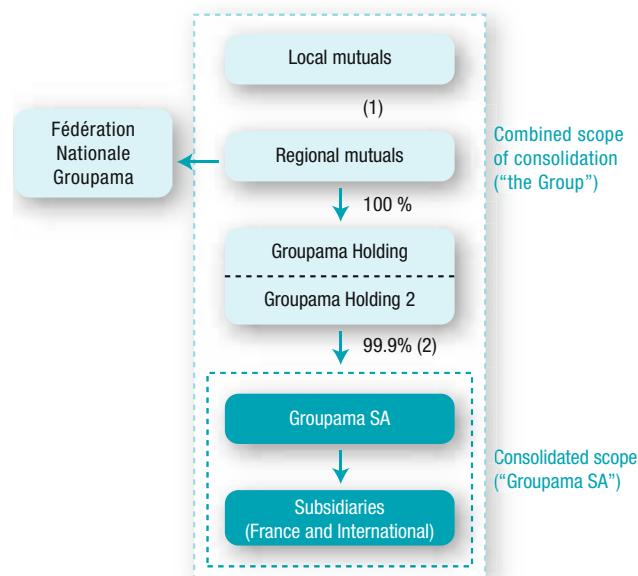 Local mutuals
(1)
Fédération
Nationale
Groupama
Regional mutuals
Combined scope
of consolidation
(“the Group”)
100 %
Groupama Holding
Groupama Holding 2
99.9% (2)
Groupama SA
Consolidated scope
(“Groupama SA”)
Subsidiaries
(France and International)